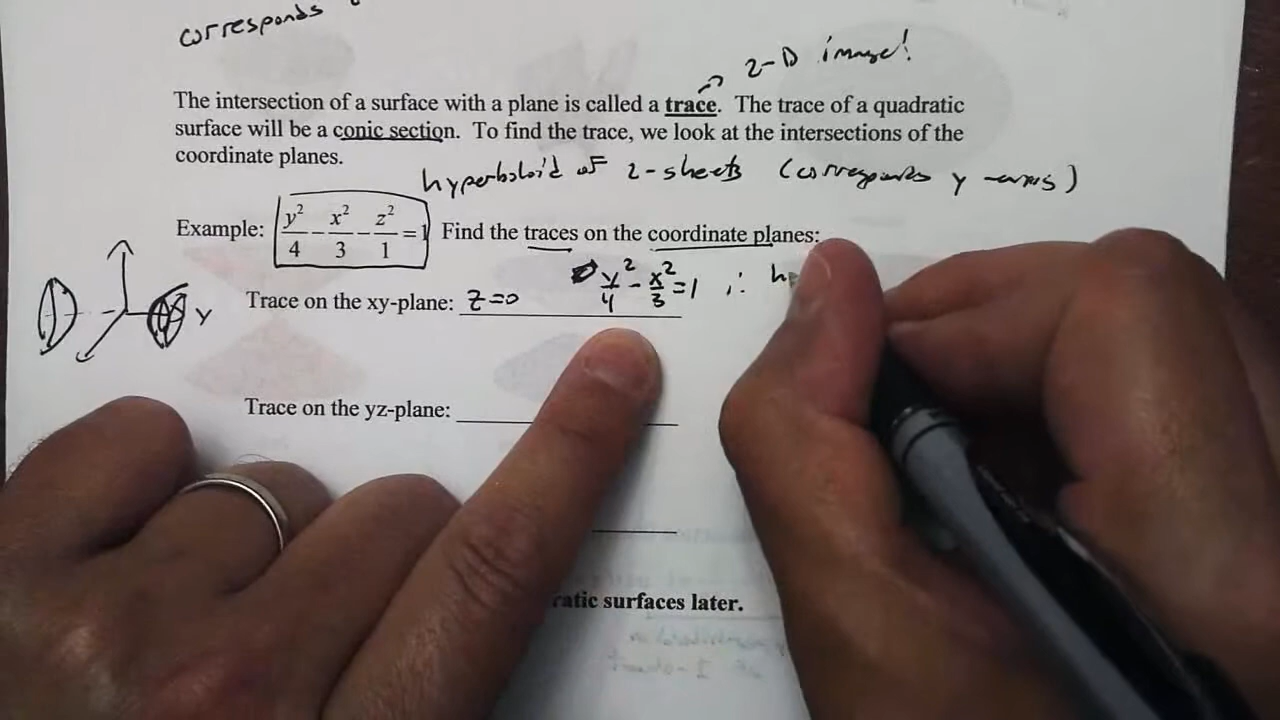 corresponds
2-D image!
The intersection of a surface with a plane is called a trace. The trace of a quadratic
surface will be a conic section. To find the trace, we look at the intersections of the
coordinate planes.
hyperboloid of 2-sheets (corresponds y-axis)
Example: y²/4 - x²/3 - z²/1 = 1 Find the traces on the coordinate planes:
y²/4 - x²/3 = 1 ∴ h
Trace on the xy-plane: z=0
y
Trace on the yz-plane:
ratic surfaces later.